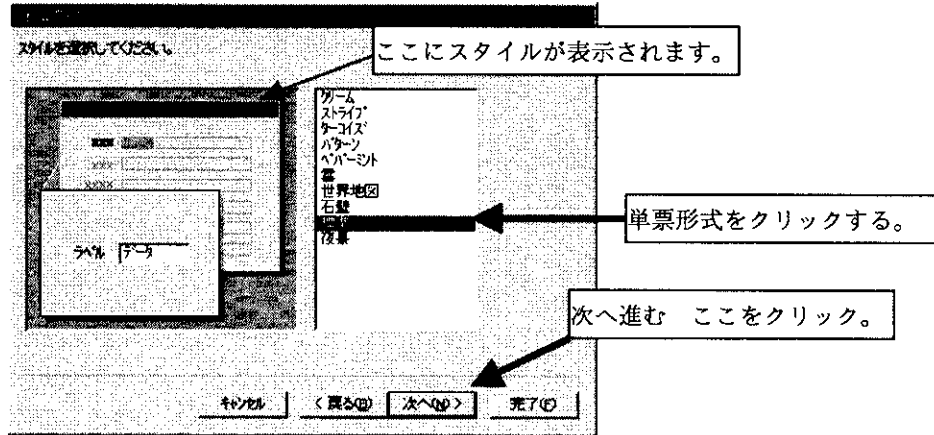 スタイルを選択してください。
ここにスタイルが表示されます。
クリーム
ストライプ
ターコイズ
パターン
ペパーミント
雲
世界地図
石壁
夜景
単票形式をクリックする。
XXX
XXX
XXXX
ラベル データ
次へ進む ここをクリック。
キャンセル < 戻る(B) 次へ(N) > 完了(F)